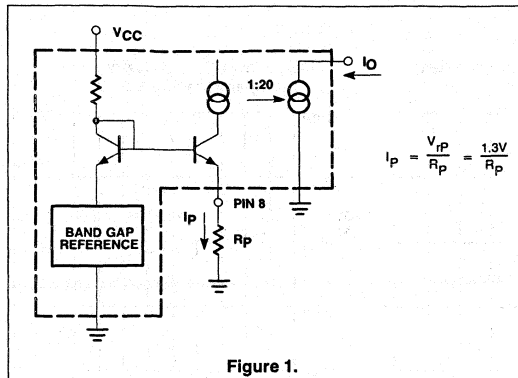 VCC
IO
1:20
IP = VrP / RP = 1.3V / RP
PIN 8
IP
RP
BAND GAP
REFERENCE
Figure 1.